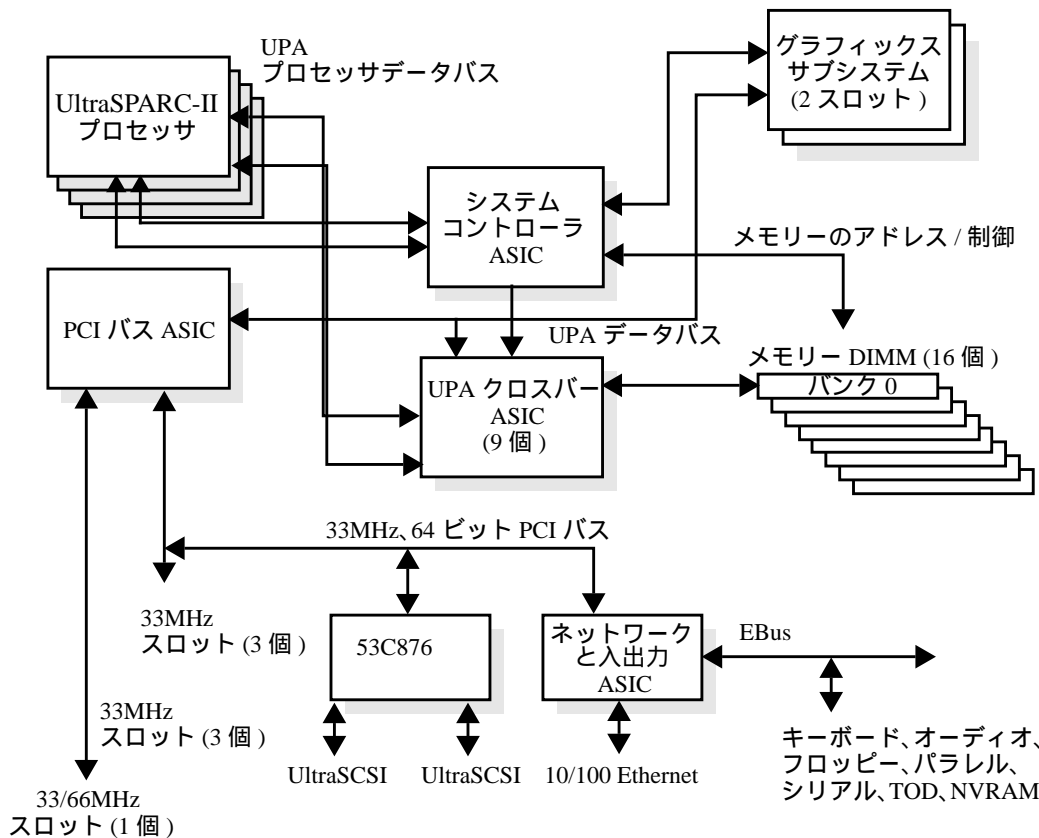 UPA
プロセッサデータバス
UltraSPARC-II
プロセッサ
グラフィックス
サブシステム
(2 スロット)
システム
コントローラ
ASIC
メモリーのアドレス / 制御
PCI バス ASIC
UPA データバス
UPA クロスバー
ASIC
(9 個)
メモリー DIMM (16 個)
バンク 0
33MHz、64 ビット PCI バス
33MHz
スロット (3 個)
53C876
ネットワーク
と入出力
ASIC
EBus
33MHz
スロット (3 個)
UltraSCSI
UltraSCSI
10/100 Ethernet
キーボード、オーディオ、
フロッピー、パラレル、
シリアル、TOD、NVRAM
33/66MHz
スロット (1 個)